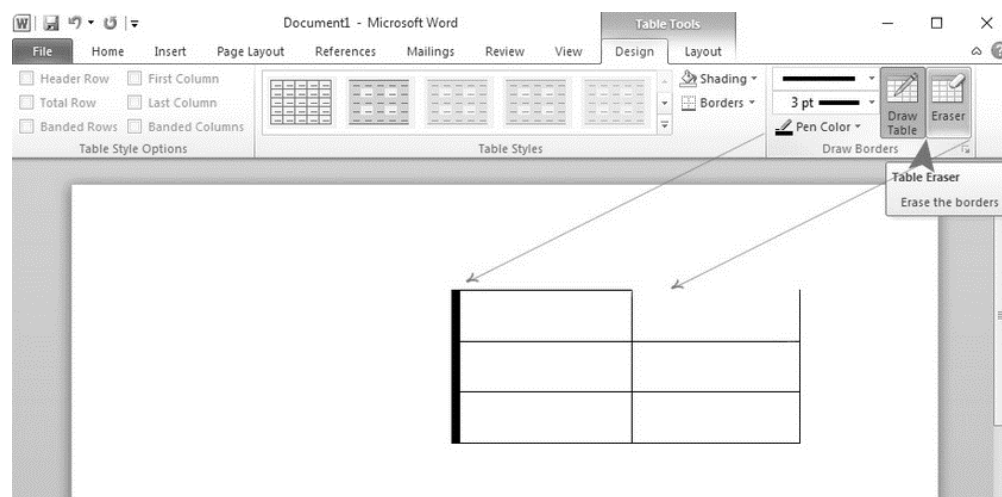 W Document1 - Microsoft Word Table Tools
File Home Insert Page Layout References Mailings Review View Design Layout
Header Row First Column Shading
Total Row Last Column Borders 3 pt
Banded Rows Banded Columns Pen Color Draw Table Eraser
Table Style Options Table Styles Draw Borders
Table Eraser
Erase the borders